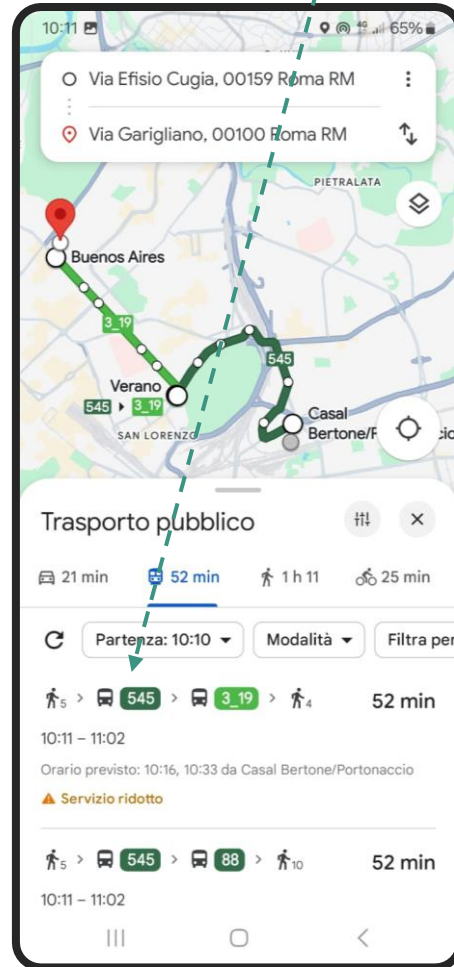 10:11 4G 65%
Via Efisio Cugia, 00159 Roma RM
Via Garigliano, 00100 Roma RM
PIETRALATA
Buenos Aires
3_19
545
Verano
545 3_19
SAN LORENZO
Casal
Bertone/P
cio
Trasporto pubblico
21 min 52 min 1 h 11 25 min
Partenza: 10:10 Modalità Filtra per
5 > 545 > 3_19 > 4 52 min
10:11 – 11:02
Orario previsto: 10:16, 10:33 da Casal Bertone/Portonaccio
Servizio ridotto
5 > 545 > 88 > 10 52 min
10:11 – 11:02